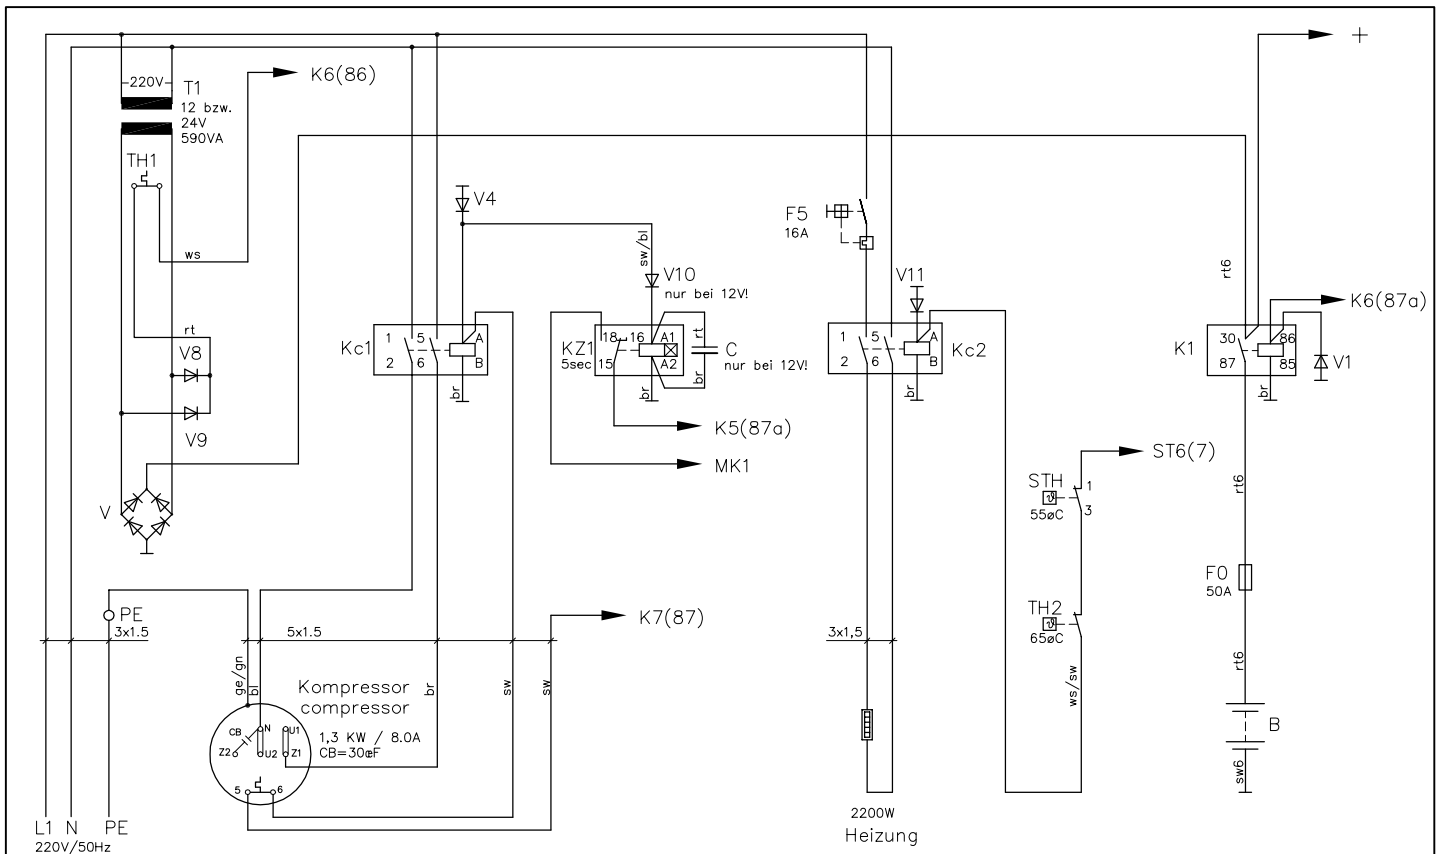 +
K6(86)
220V
T1
12 bzw.
24V
590VA
TH1
ws
V4
sw/bl
F5
16A
V10
nur bei 12V!
V11
rt6
K6(87a)
rt
V8
V9
Kc1
1 5 A
2 6 B
br
KZ1
5sec
18 16 A1
15 A2
br
rt
br
C
nur bei 12V!
1 5 A
2 6 B
Kc2
br
K1
30 86
87 85
br
V1
K5(87a)
MK1
ST6(7)
V
STH
55øC
1
3
rt6
F0
50A
PE
3x1.5
5x1.5
K7(87)
3x1,5
TH2
65øC
ge/gn
bl
br
sw
sw
ws/sw
rt6
Kompressor
compressor
1,3 KW / 8.0A
CB=30œF
CB
N
U1
Z2
U2
Z1
5 6
B
sw6
2200W
Heizung
L1 N PE
220V/50Hz